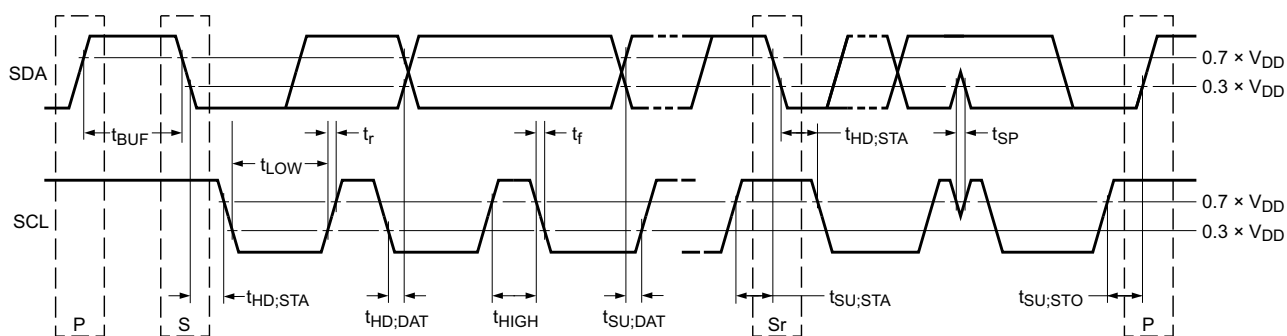 SDA
0.7 × VDD
0.3 × VDD
tBUF
tLOW
tr
tf
tHD;STA
tSP
SCL
0.7 × VDD
0.3 × VDD
tHD;STA
tHD;DAT
tHIGH
tSU;DAT
tSU;STA
tSU;STO
P
S
Sr
P